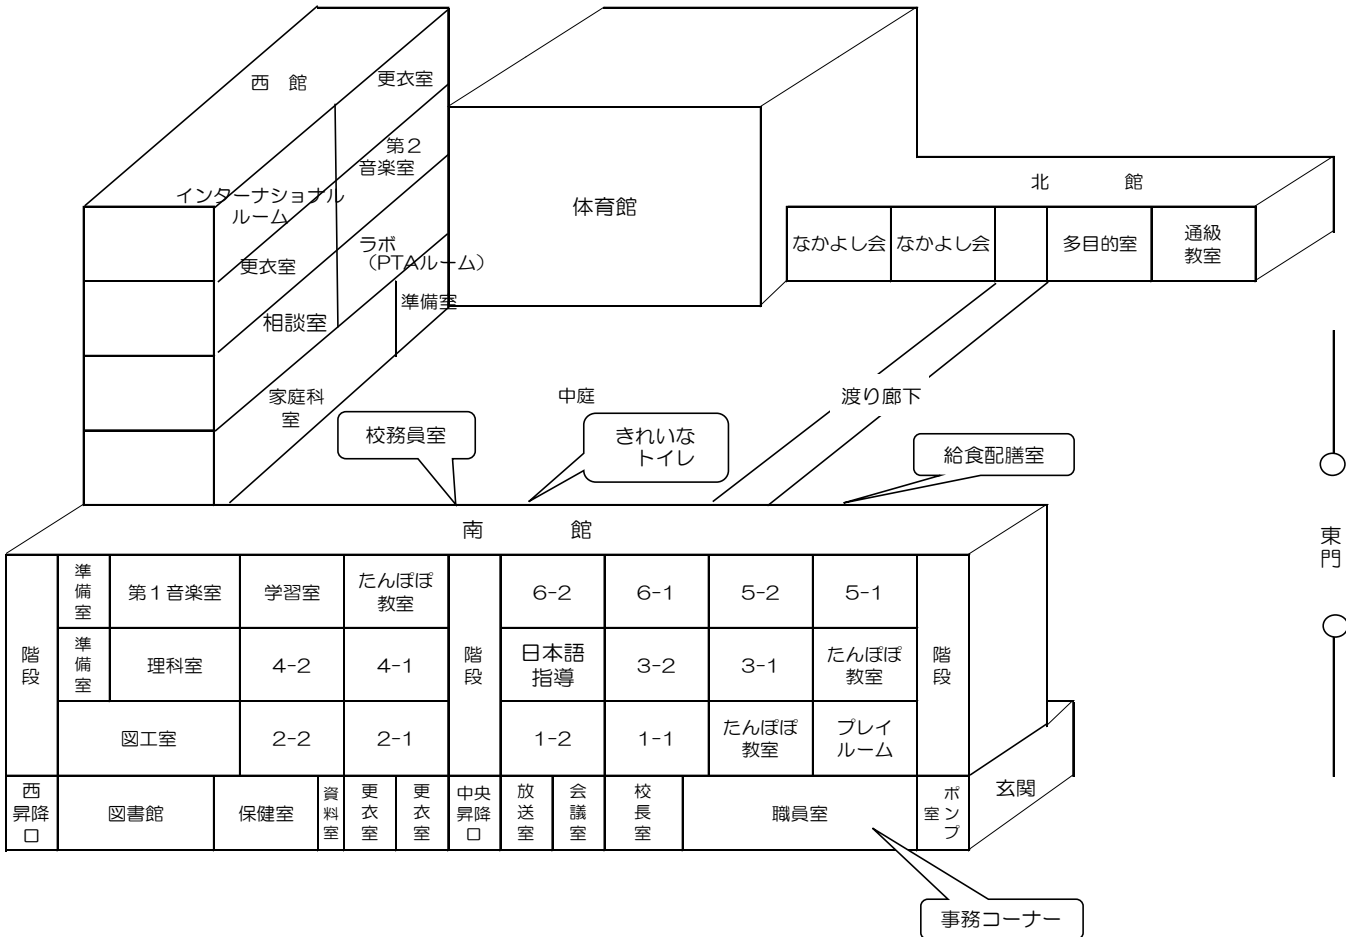 西 館
更衣室
第2
音楽室
インターナショナル
ルーム
更衣室
ラボ
(PTAルーム)
準備室
相談室
家庭科
室
体育館
北 館
なかよし会
なかよし会
多目的室
通級
教室
中庭
渡り廊下
校務員室
きれいな
トイレ
給食配膳室
東
門
南 館
階
段
準
備
室
第1音楽室
学習室
たんぽぽ
教室
階
段
6-2
6-1
5-2
5-1
階
段
準
備
室
理科室
4-2
4-1
日本語
指導
3-2
3-1
たんぽぽ
教室
図工室
2-2
2-1
1-2
1-1
たんぽぽ
教室
プレイ
ルーム
西
昇降
口
図書館
保健室
資
料
室
更
衣
室
更
衣
室
中央
昇降
口
放
送
室
会
議
室
校
長
室
職員室
ポンプ
室
玄関
事務コーナー